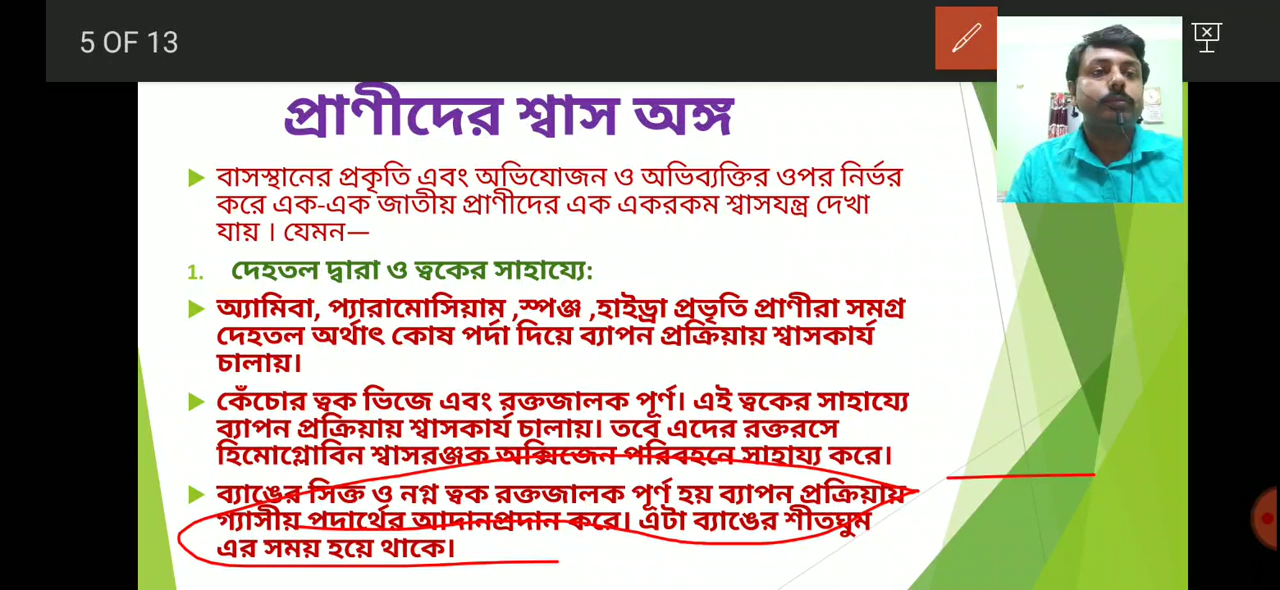 5 OF 13
প্রাণীদের শ্বাস অঙ্গ
বাসস্থানের প্রকৃতি এবং অভিযোজন ও অভিব্যক্তির ওপর নির্ভর
করে এক-এক জাতীয় প্রাণীদের এক একরকম শ্বাসযন্ত্র দেখা
যায় । যেমন—
1. দেহতল দ্বারা ও ত্বকের সাহায্যে:
অ্যামিবা, প্যারামোসিয়াম ,স্পঞ্জ ,হাইড্রা প্রভৃতি প্রাণীরা সমগ্র
দেহতল অর্থাৎ কোষ পর্দা দিয়ে ব্যাপন প্রক্রিয়ায় শ্বাসকার্য
চালায়।
কেঁচোর ত্বক ভিজে এবং রক্তজালক পূর্ণ। এই ত্বকের সাহায্যে
ব্যাপন প্রক্রিয়ায় শ্বাসকার্য চালায়। তবে এদের রক্তরসে
হিমোগ্লোবিন শ্বাসরঞ্জক অক্সিজেন পরিবহনে সাহায্য করে।
ব্যাঙের সিক্ত ও নগ্ন ত্বক রক্তজালক পূর্ণ হয় ব্যাপন প্রক্রিয়ায়
গ্যাসীয় পদার্থের আদানপ্রদান করে। এটা ব্যাঙের শীতঘুম
এর সময় হয়ে থাকে।